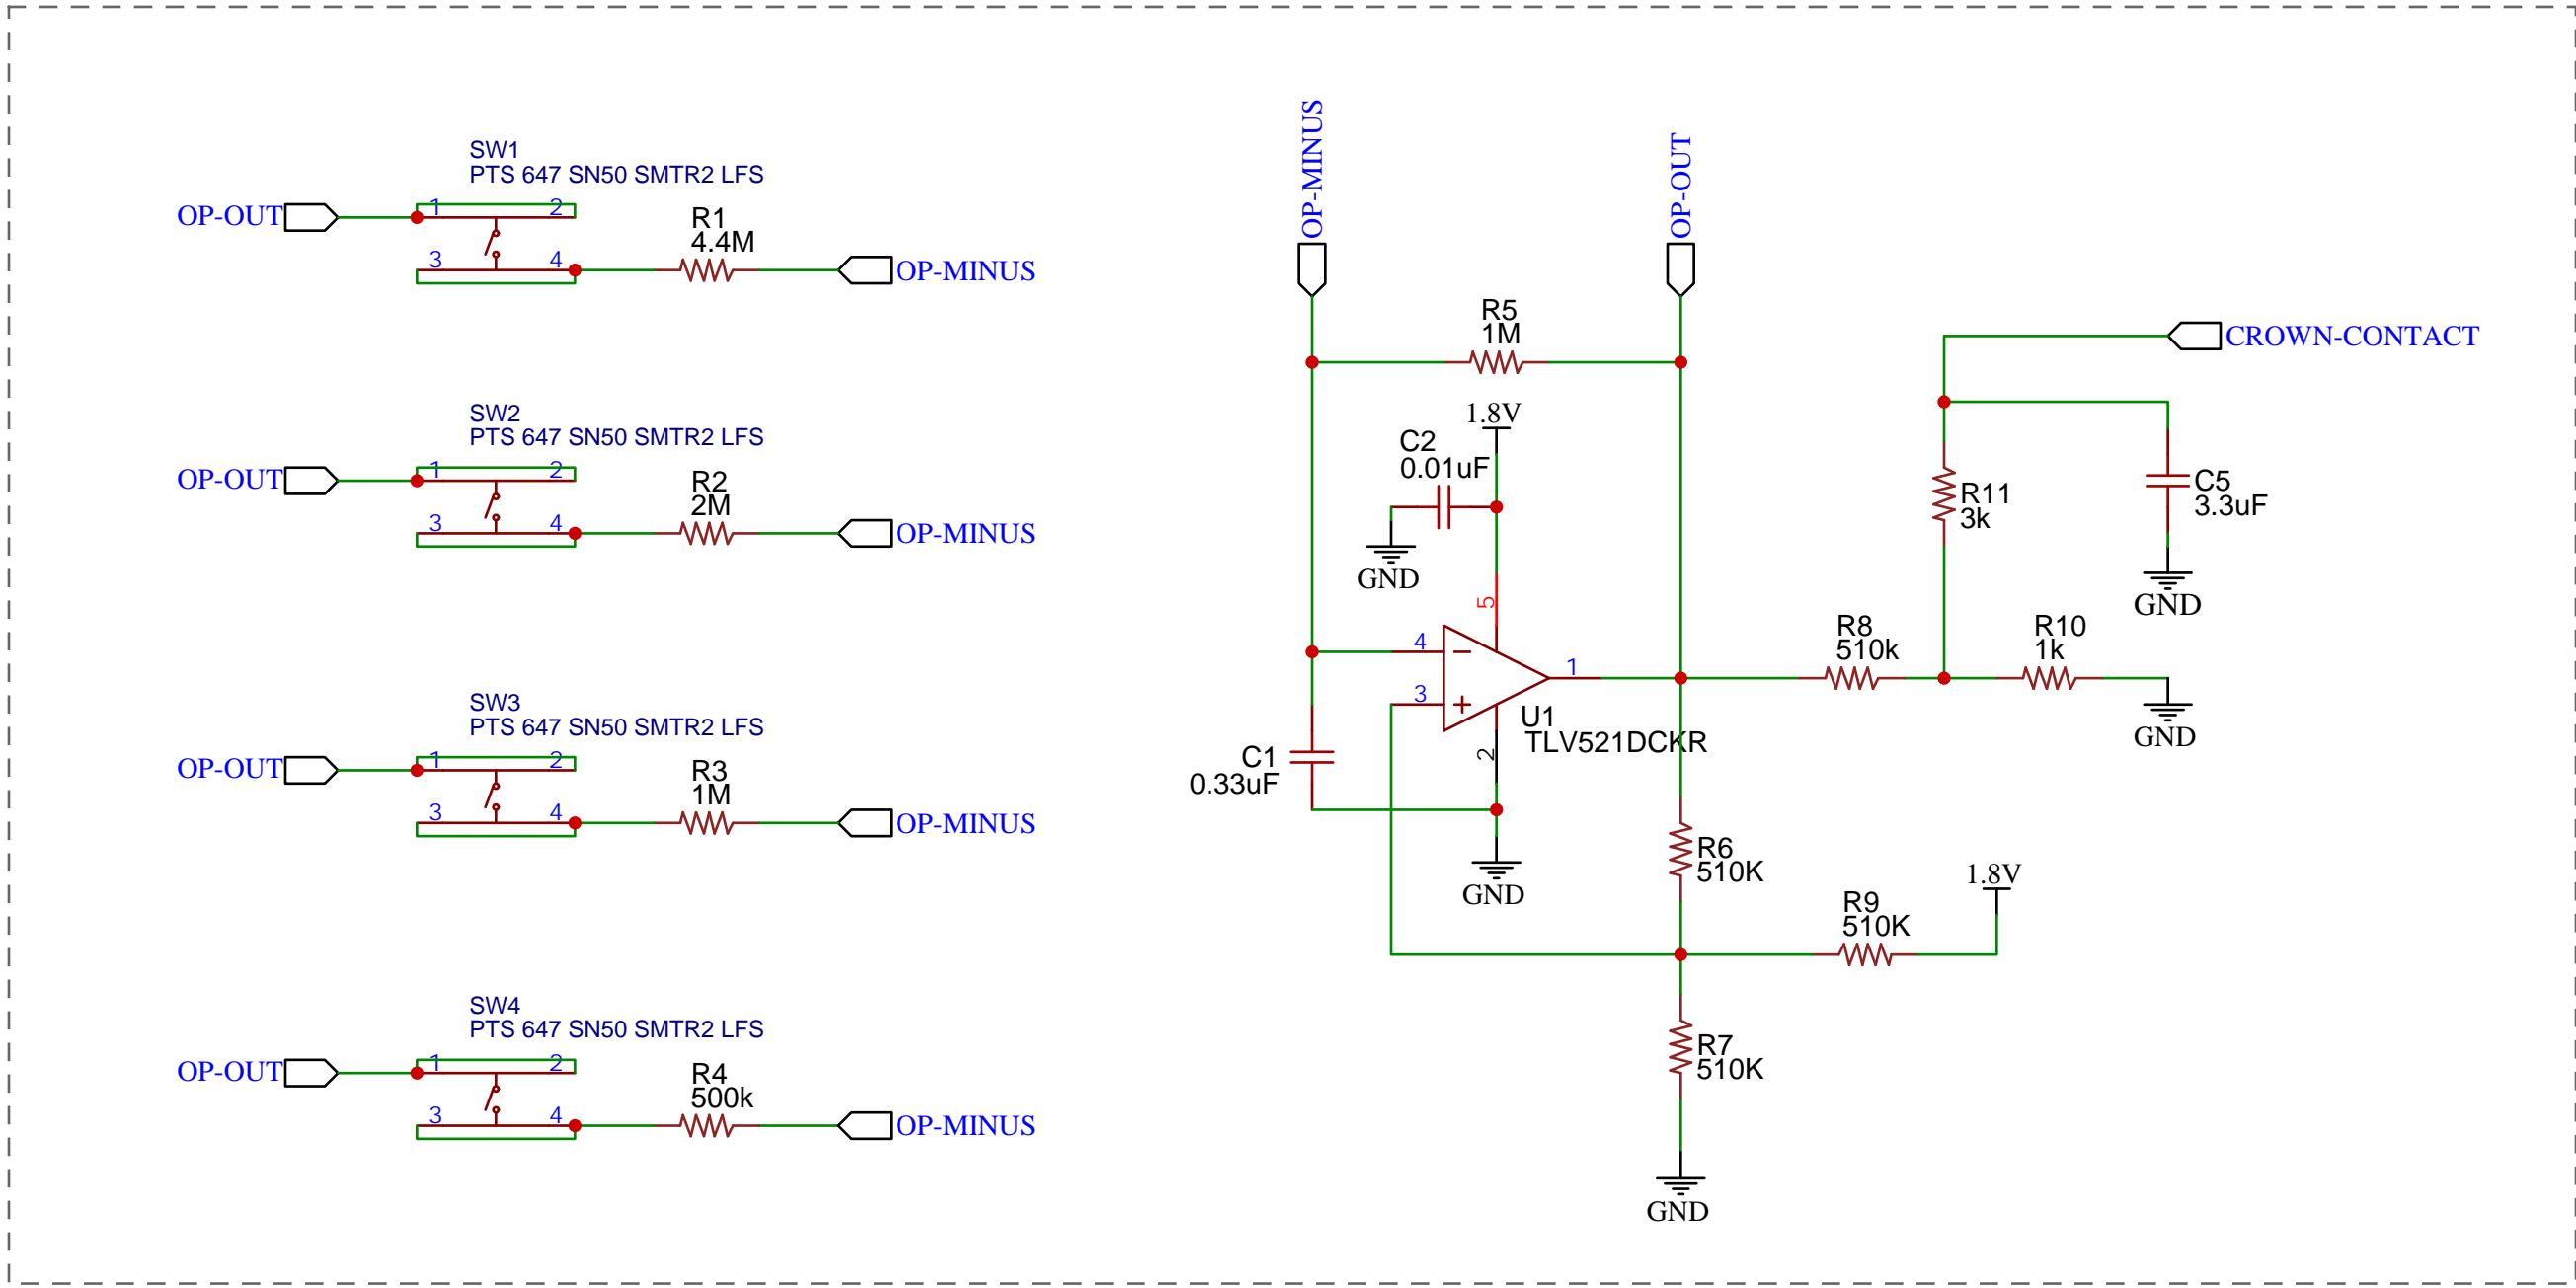 SW1
PTS 647 SN50 SMTR2 LFS
OP-OUT
1
2
3
4
R1
4.4M
OP-MINUS
SW2
PTS 647 SN50 SMTR2 LFS
OP-OUT
1
2
3
4
R2
2M
OP-MINUS
SW3
PTS 647 SN50 SMTR2 LFS
OP-OUT
1
2
3
4
R3
1M
OP-MINUS
SW4
PTS 647 SN50 SMTR2 LFS
OP-OUT
1
2
3
4
R4
500k
OP-MINUS
OP-MINUS
OP-OUT
R5
1M
1.8V
C2
0.01uF
GND
5
4
3
1
2
U1
TLV521DCKR
C1
0.33uF
GND
CROWN-CONTACT
R11
3k
C5
3.3uF
GND
R8
510k
R10
1k
GND
R6
510K
R9
510K
1.8V
R7
510K
GND